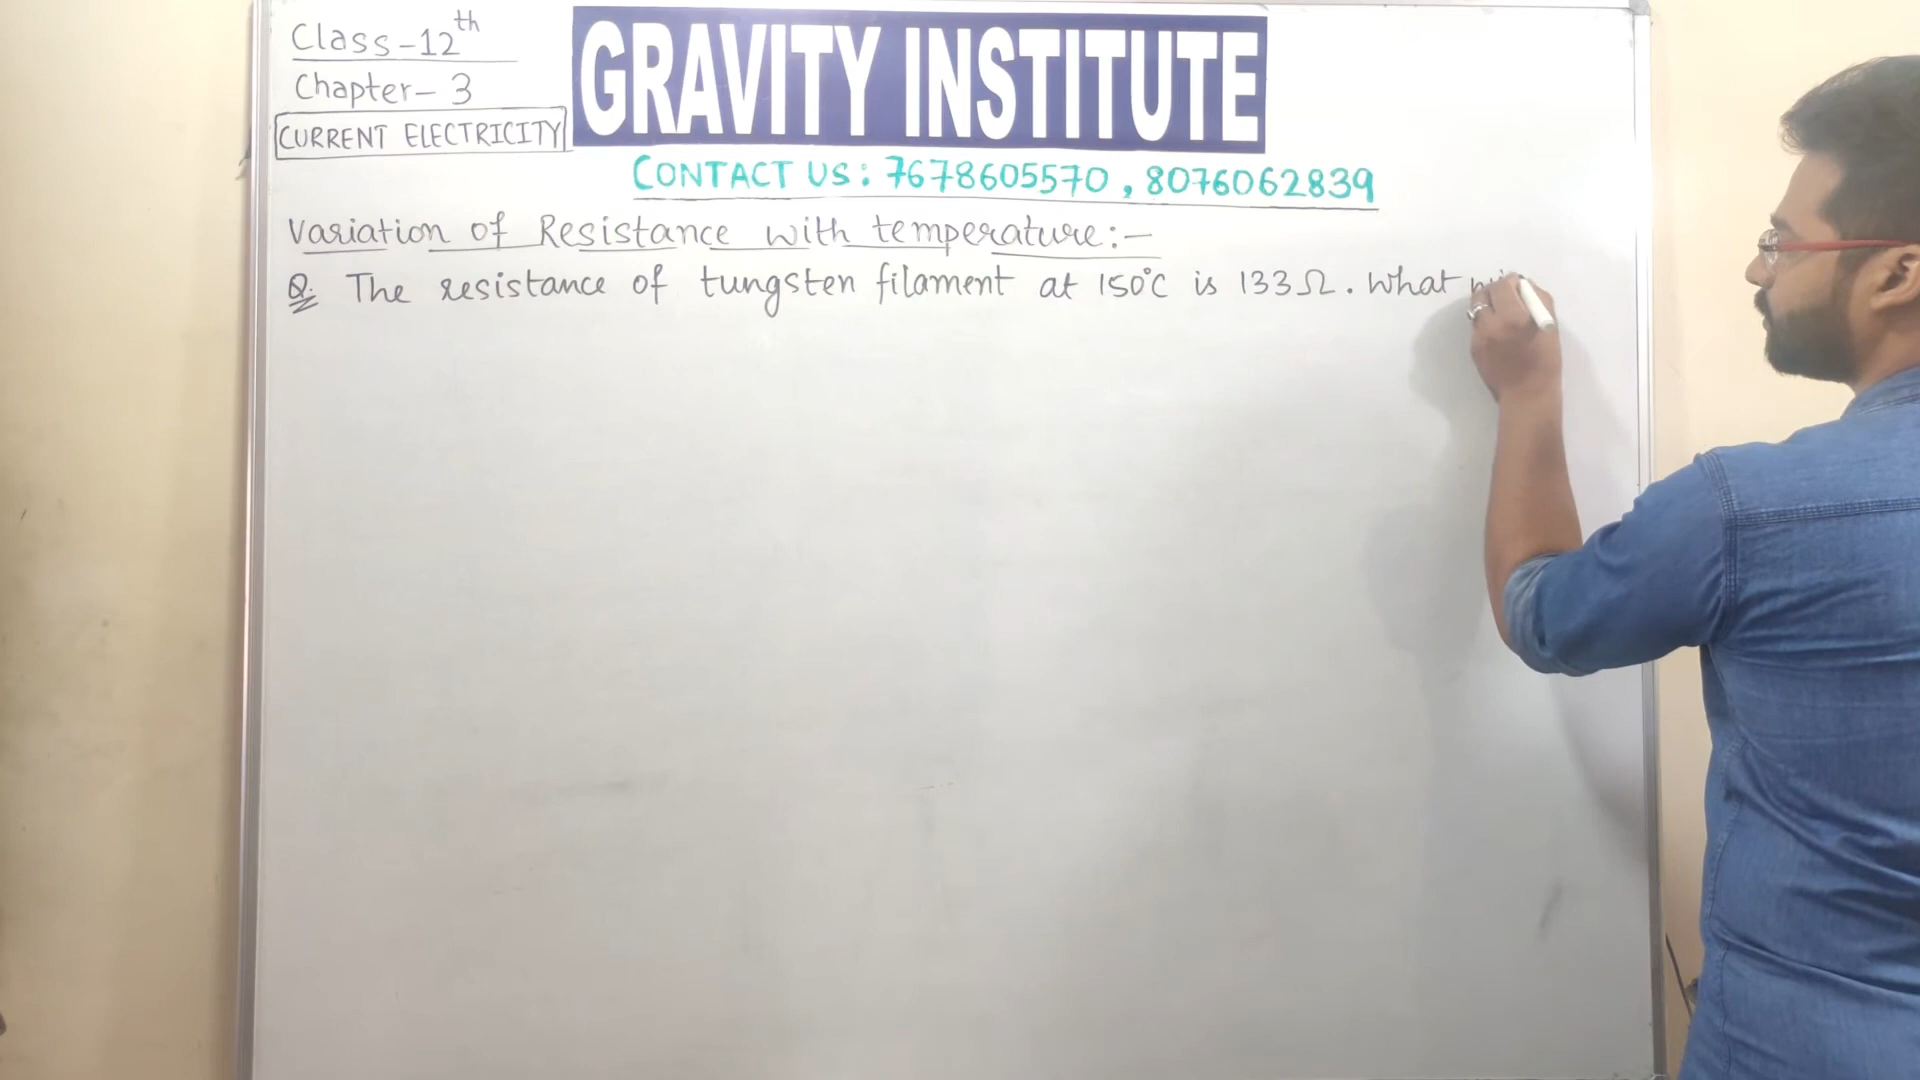 Class-12th
Chapter-3
CURRENT ELECTRICITY
GRAVITY INSTITUTE
CONTACT US: 7678605570, 8076062839
Variation of Resistance with temperature:-
Q. The resistance of tungsten filament at 150°C is 133Ω. What